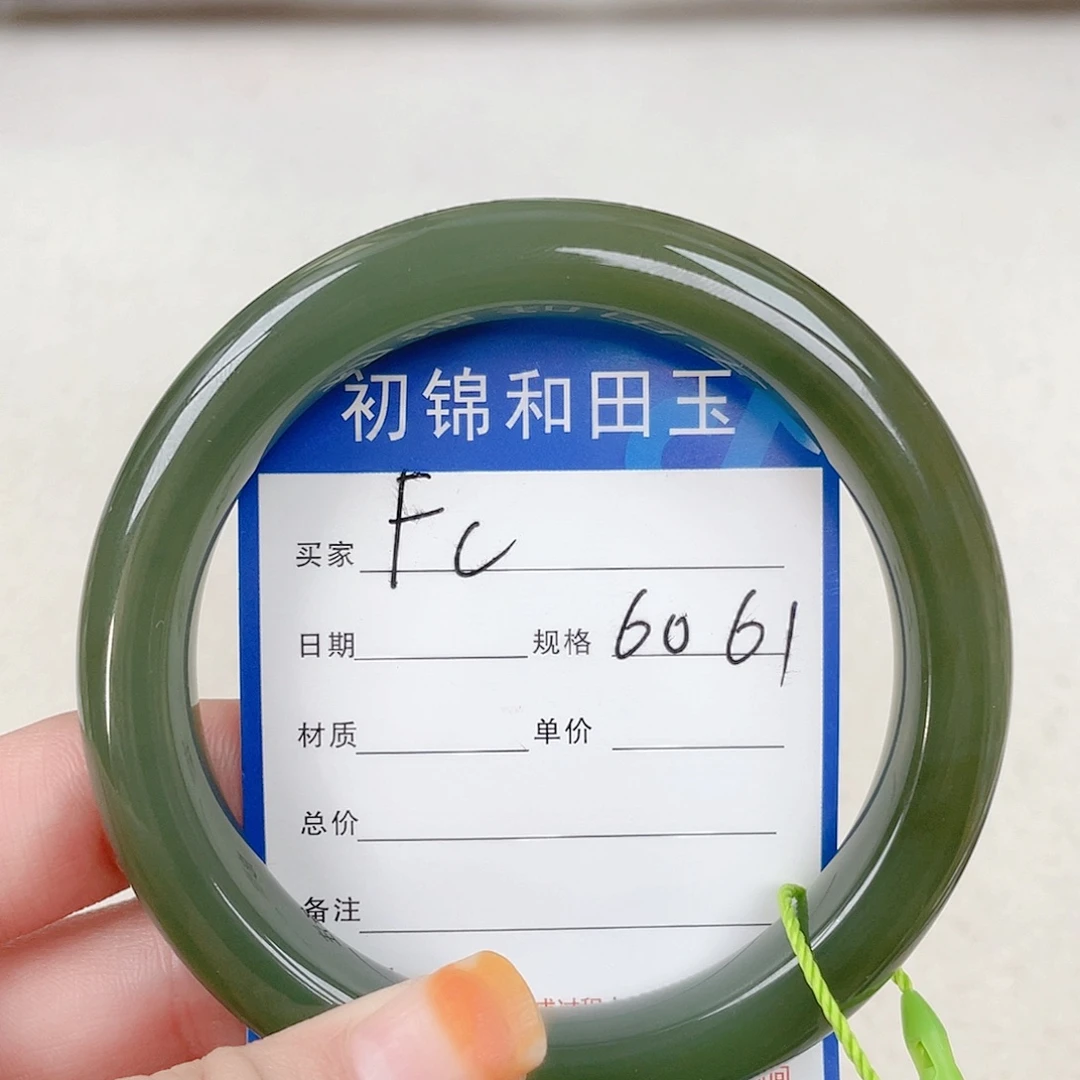 初锦和田玉
买家 Fc
日期 规格 60 61
材质 单价
总价
备注